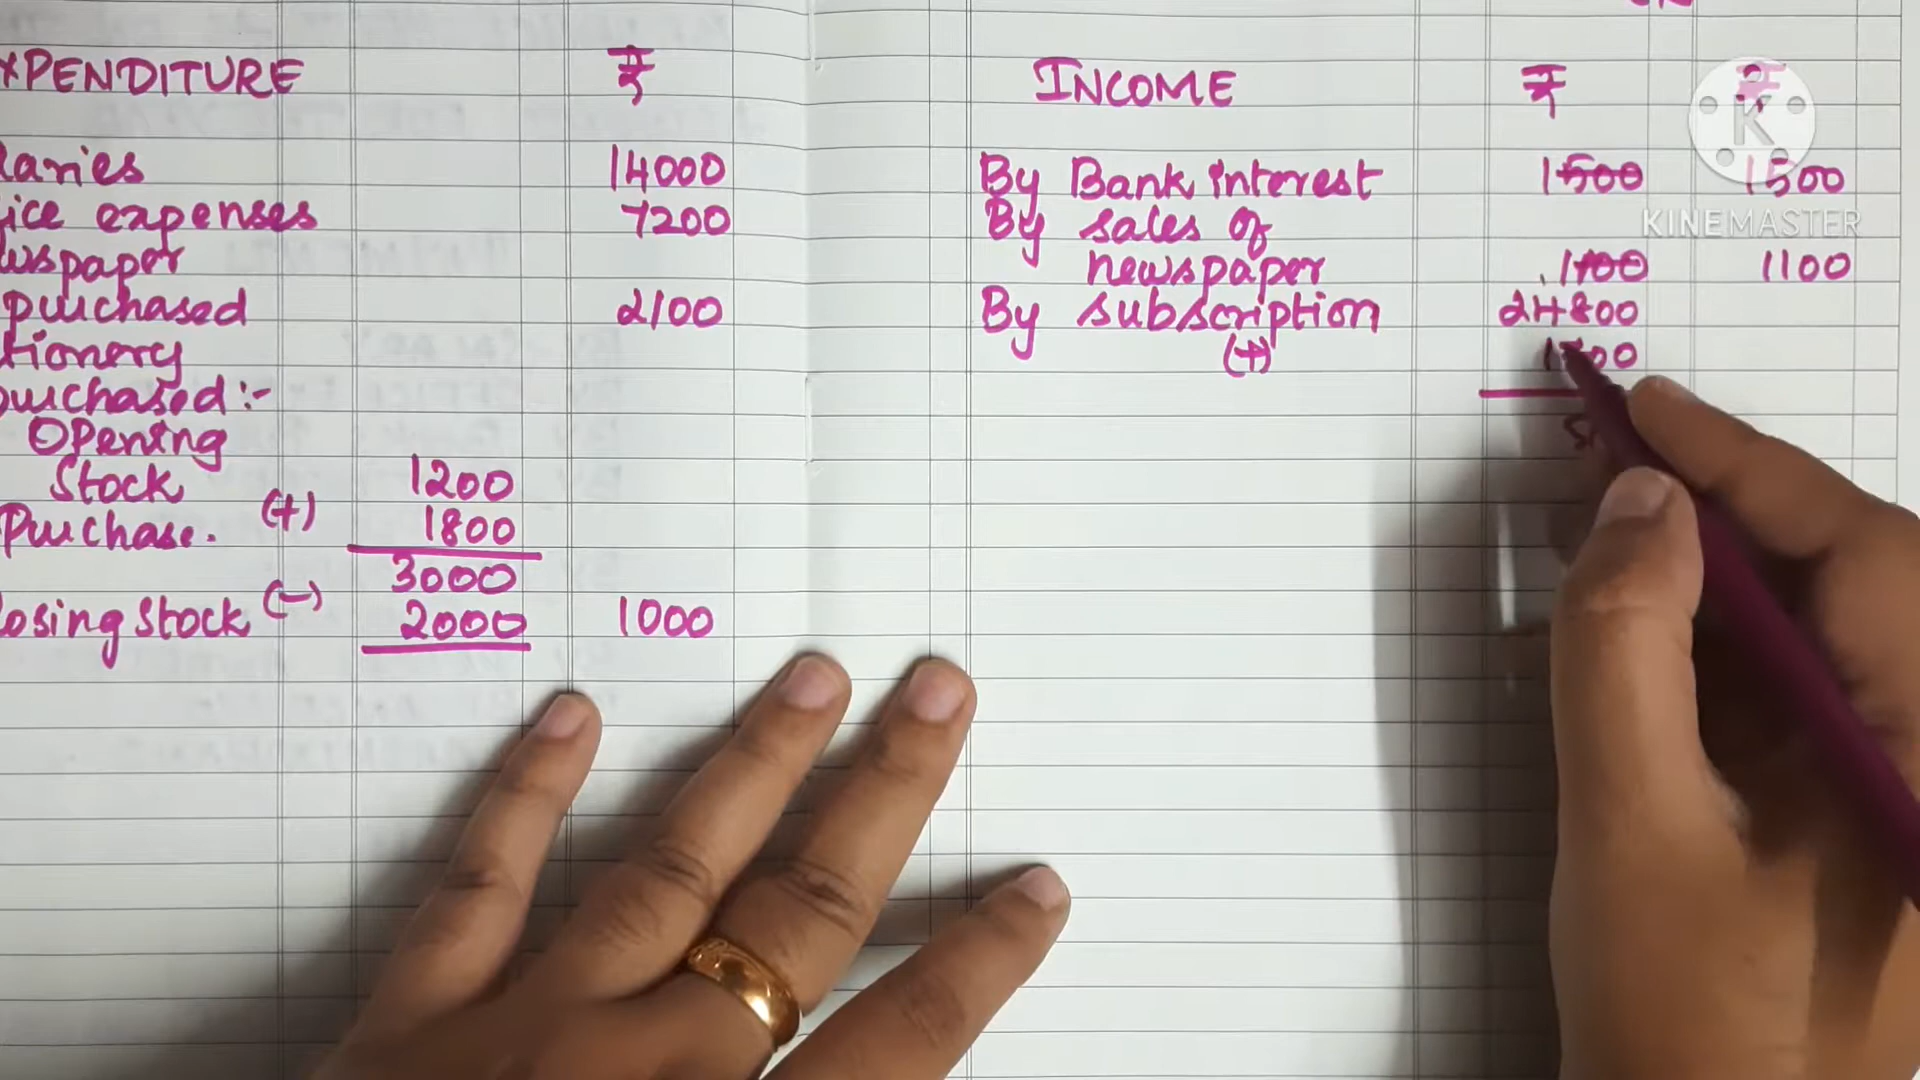 XPENDITURE ₹
laries 14000
ice expenses 7200
wspaper
purchased 2100
tionery
purchased:-
Opening
Stock 1200
Purchase. (+) 1800
3000
losing stock (-) 2000 1000
INCOME ₹ ₹
By Bank interest 1500 1500
By sales of
newspaper 1100 1100
By subscription 24800
(+)
K
KINEMASTER